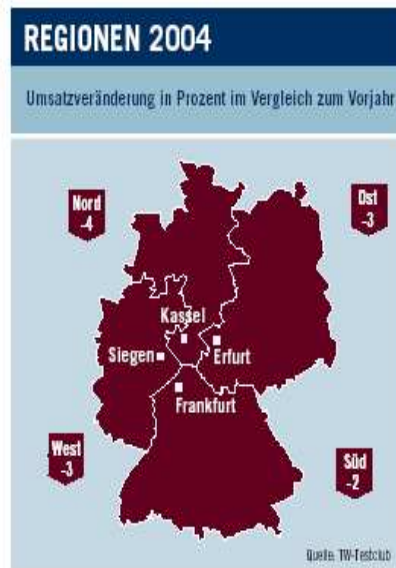 REGIONEN 2004
Umsatzveränderung in Prozent im Vergleich zum Vorjahr
Nord
-4
Ost
-3
Kassel
Siegen
Erfurt
Frankfurt
West
-3
Süd
-2
Quelle: TW-Testclub